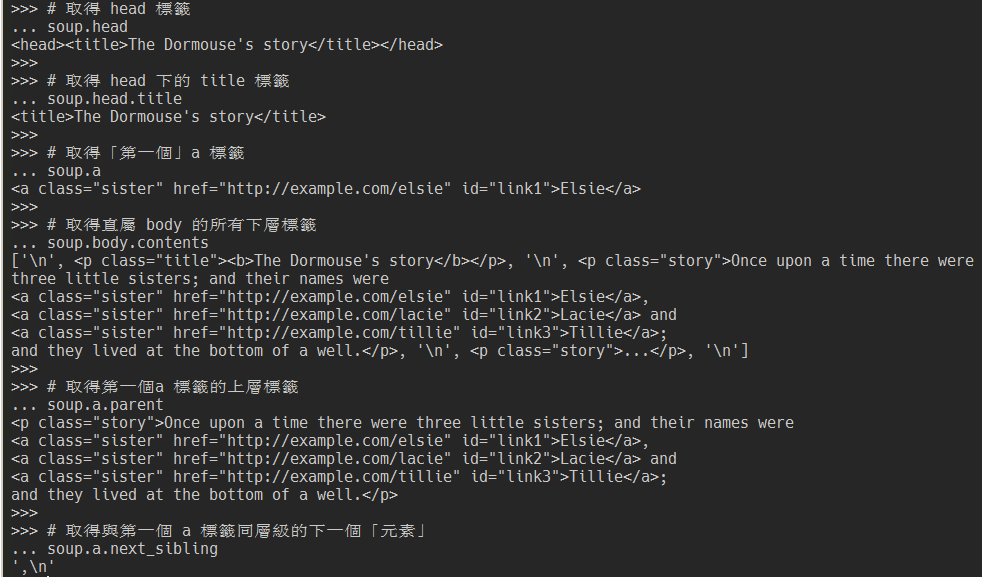 >>> # 取得 head 標籤
... soup.head
<head><title>The Dormouse's story</title></head>
>>>
>>> # 取得 head 下的 title 標籤
... soup.head.title
<title>The Dormouse's story</title>
>>>
>>> # 取得「第一個」a 標籤
... soup.a
<a class="sister" href="http://example.com/elsie" id="link1">Elsie</a>
>>>
>>> # 取得直屬 body 的所有下層標籤
... soup.body.contents
['\n', <p class="title"><b>The Dormouse's story</b></p>, '\n', <p class="story">Once upon a time there were
three little sisters; and their names were
<a class="sister" href="http://example.com/elsie" id="link1">Elsie</a>,
<a class="sister" href="http://example.com/lacie" id="link2">Lacie</a> and
<a class="sister" href="http://example.com/tillie" id="link3">Tillie</a>;
and they lived at the bottom of a well.</p>, '\n', <p class="story">...</p>, '\n']
>>>
>>> # 取得第一個a 標籤的上層標籤
... soup.a.parent
<p class="story">Once upon a time there were three little sisters; and their names were
<a class="sister" href="http://example.com/elsie" id="link1">Elsie</a>,
<a class="sister" href="http://example.com/lacie" id="link2">Lacie</a> and
<a class="sister" href="http://example.com/tillie" id="link3">Tillie</a>;
and they lived at the bottom of a well.</p>
>>>
>>> # 取得與第一個 a 標籤同層級的下一個「元素」
... soup.a.next_sibling
',\n'